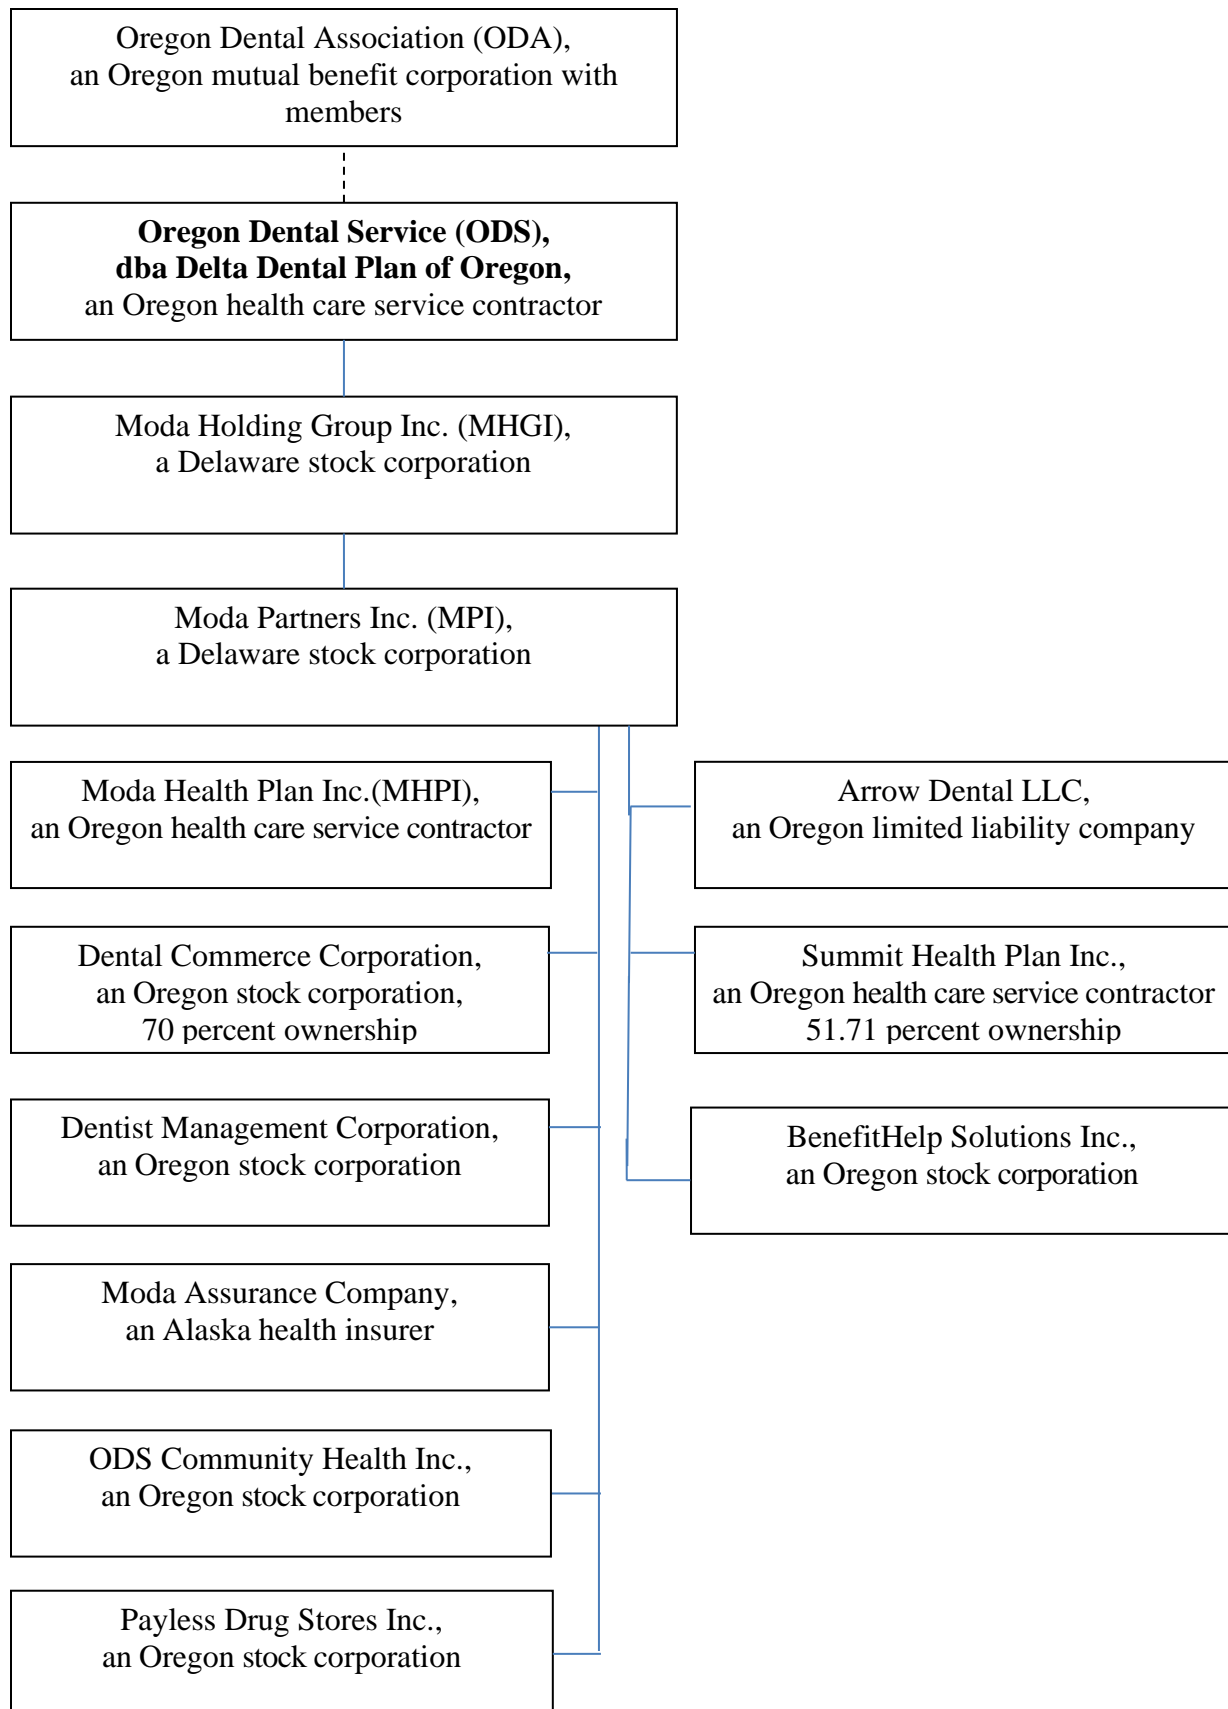 Oregon Dental Association (ODA),
an Oregon mutual benefit corporation with
members
Oregon Dental Service (ODS),
dba Delta Dental Plan of Oregon,
an Oregon health care service contractor
Moda Holding Group Inc. (MHGI),
a Delaware stock corporation
Moda Partners Inc. (MPI),
a Delaware stock corporation
Moda Health Plan Inc.(MHPI),
an Oregon health care service contractor
Arrow Dental LLC,
an Oregon limited liability company
Dental Commerce Corporation,
an Oregon stock corporation,
70 percent ownership
Summit Health Plan Inc.,
an Oregon health care service contractor
51.71 percent ownership
Dentist Management Corporation,
an Oregon stock corporation
BenefitHelp Solutions Inc.,
an Oregon stock corporation
Moda Assurance Company,
an Alaska health insurer
ODS Community Health Inc.,
an Oregon stock corporation
Payless Drug Stores Inc.,
an Oregon stock corporation